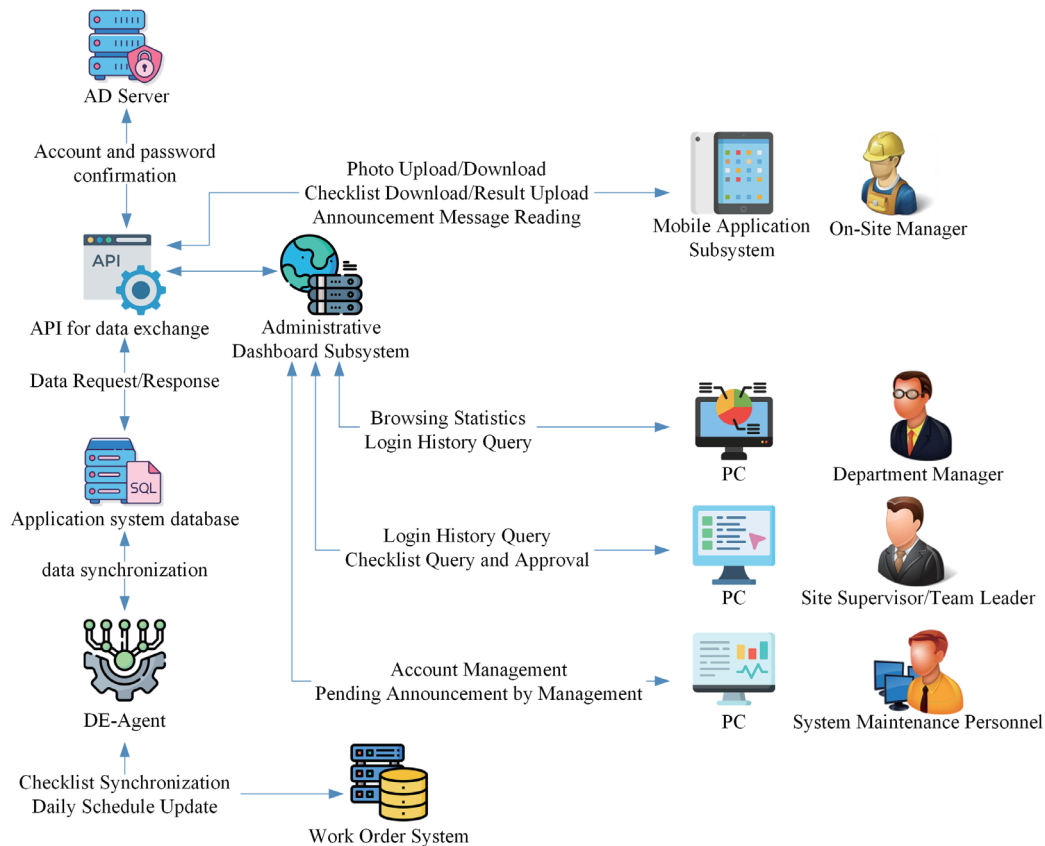 AD Server
Account and password
confirmation
Photo Upload/Download
Checklist Download/Result Upload
Announcement Message Reading
Mobile Application
Subsystem
On-Site Manager
API
API for data exchange
Administrative
Dashboard Subsystem
Data Request/Response
Browsing Statistics
Login History Query
PC
Department Manager
SQL
Application system database
Login History Query
Checklist Query and Approval
PC
Site Supervisor/Team Leader
data synchronization
Account Management
Pending Announcement by Management
PC
System Maintenance Personnel
DE-Agent
Checklist Synchronization
Daily Schedule Update
Work Order System